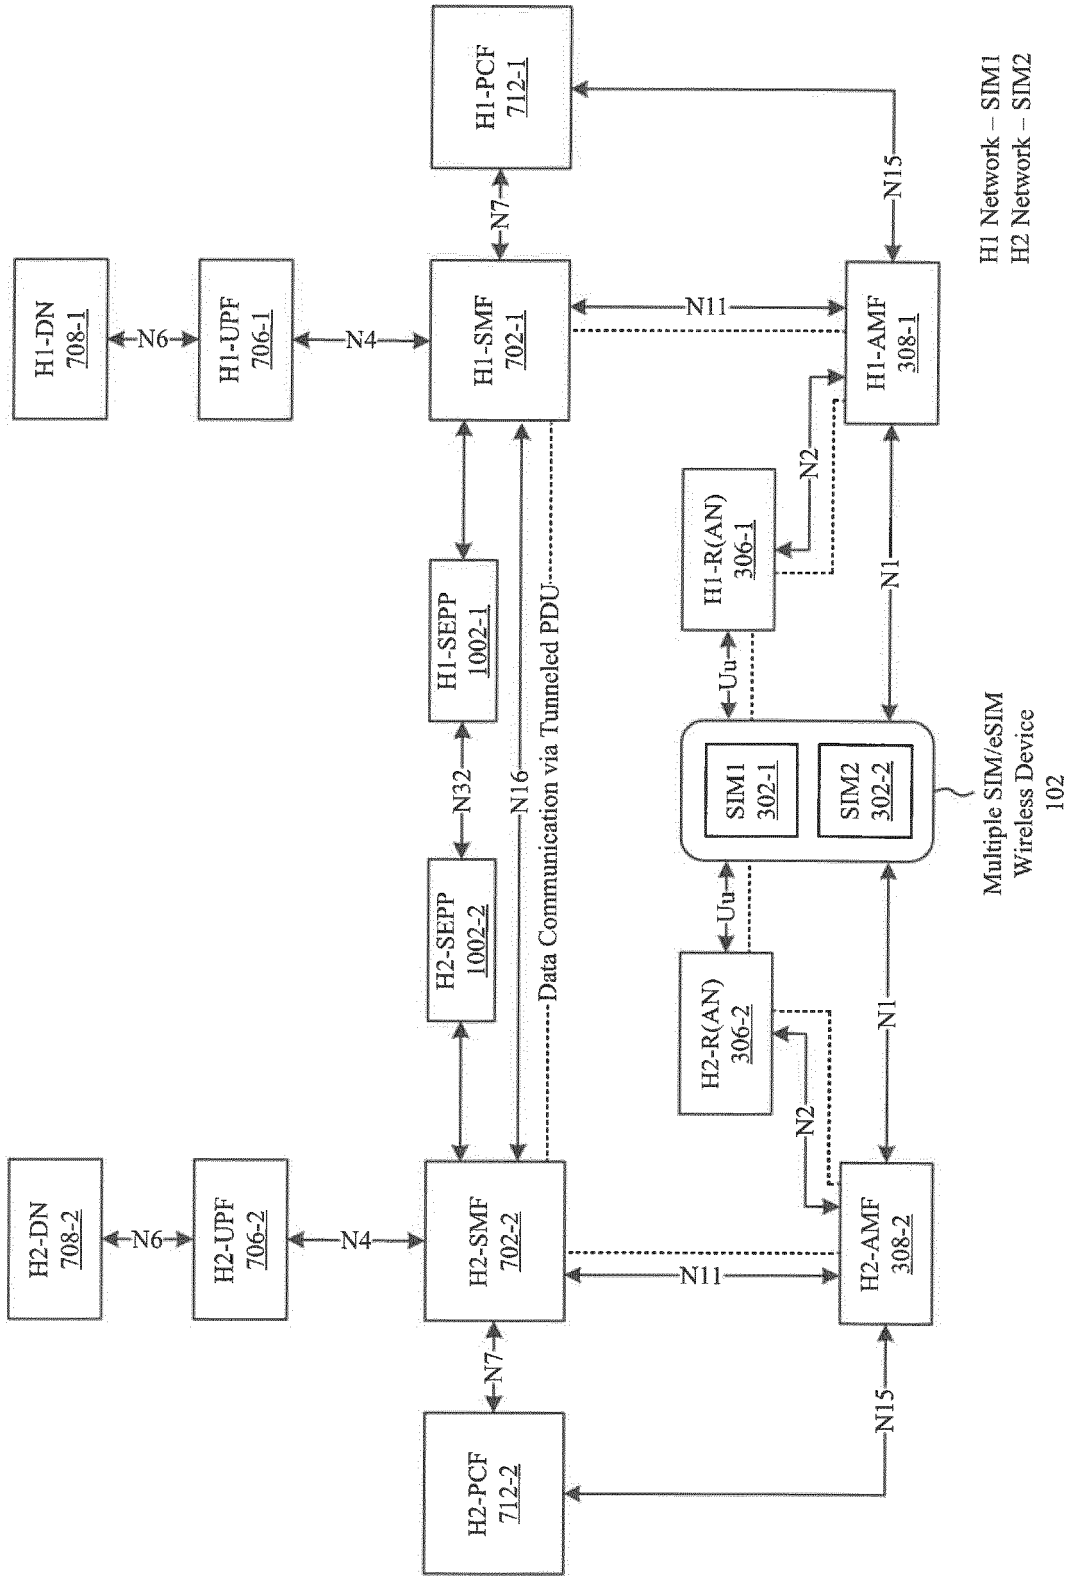 H2-DN
708-2
N6
H2-UPF
706-2
N4
H2-PCF
712-2
N7
H2-SMF
702-2
H2-SEPP
1002-2
N32
H1-SEPP
1002-1
N16
Data Communication via Tunneled PDU
H1-DN
708-1
N6
H1-UPF
706-1
N4
H1-SMF
702-1
N7
H1-PCF
712-1
N11
N11
N15
N15
H2-AMF
308-2
N2
H2-R(AN)
306-2
Uu
N1
SIM1
302-1
SIM2
302-2
Uu
H1-R(AN)
306-1
N2
N1
H1-AMF
308-1
Multiple SIM/eSIM
Wireless Device
102
H1 Network – SIM1
H2 Network – SIM2